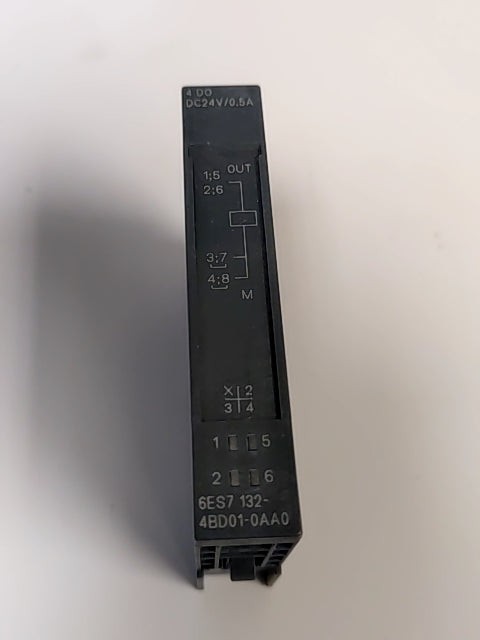 4 DO
DC24V/0.5A
OUT
1;5
2;6
3;7
4;8
M
X 2
3 4
1 5
2 6
6ES7 132-
4BD01-0AA0